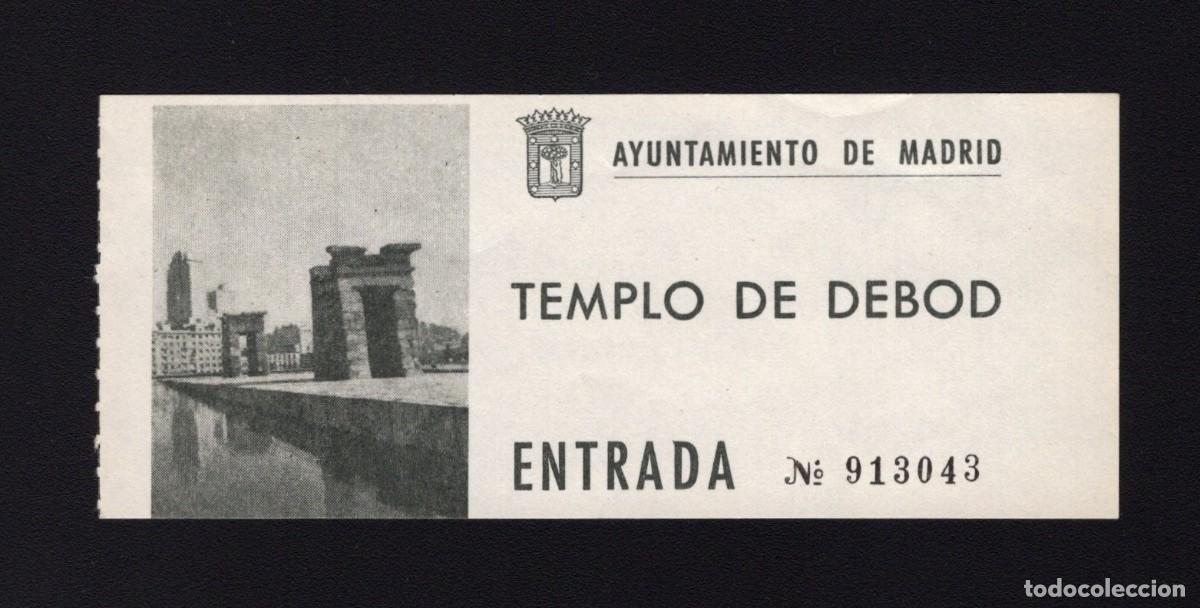 AYUNTAMIENTO DE MADRID
TEMPLO DE DEBOD
ENTRADA Nº 913043
todocoleccion